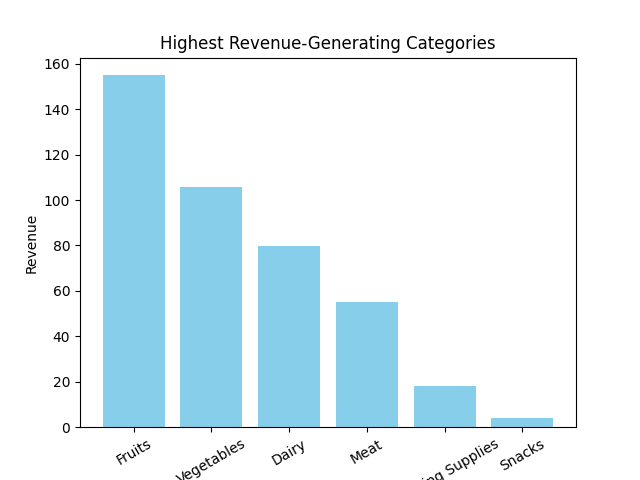 Highest Revenue-Generating Categories
160
140
120
100
80
60
40
20
0
Revenue
Fruits
Vegetables
Dairy
Meat
Supplies
Snacks